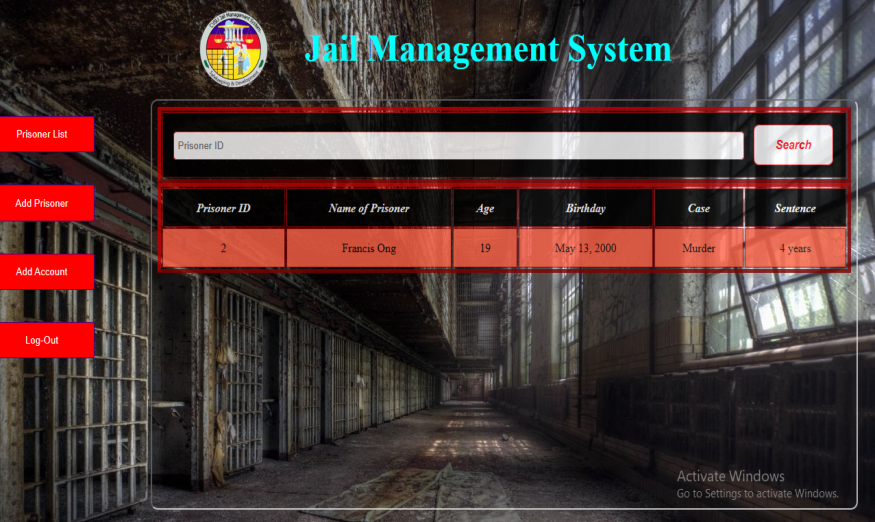 Jail Management System
Prisoner List
Prisoner ID
Search
Add Prisoner
Prisoner ID Name of Prisoner Age Birthday Case Sentence
2 Francis Ong 19 May 13, 2000 Murder 4 years
Add Account
Log-Out
Activate Windows
Go to Settings to activate Windows.